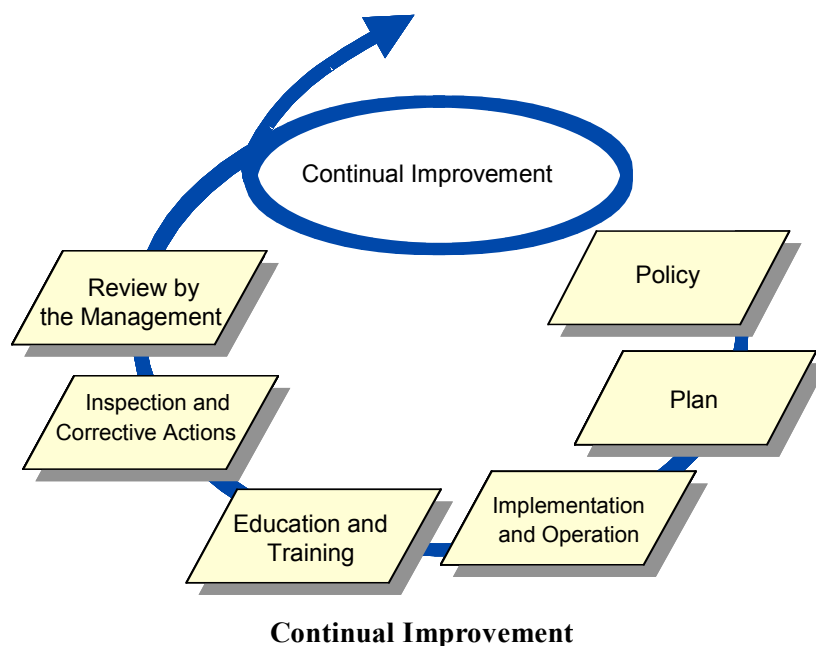 Continual Improvement
Policy
Review by
the Management
Plan
Inspection and
Corrective Actions
Implementation
and Operation
Education and
Training
Continual Improvement